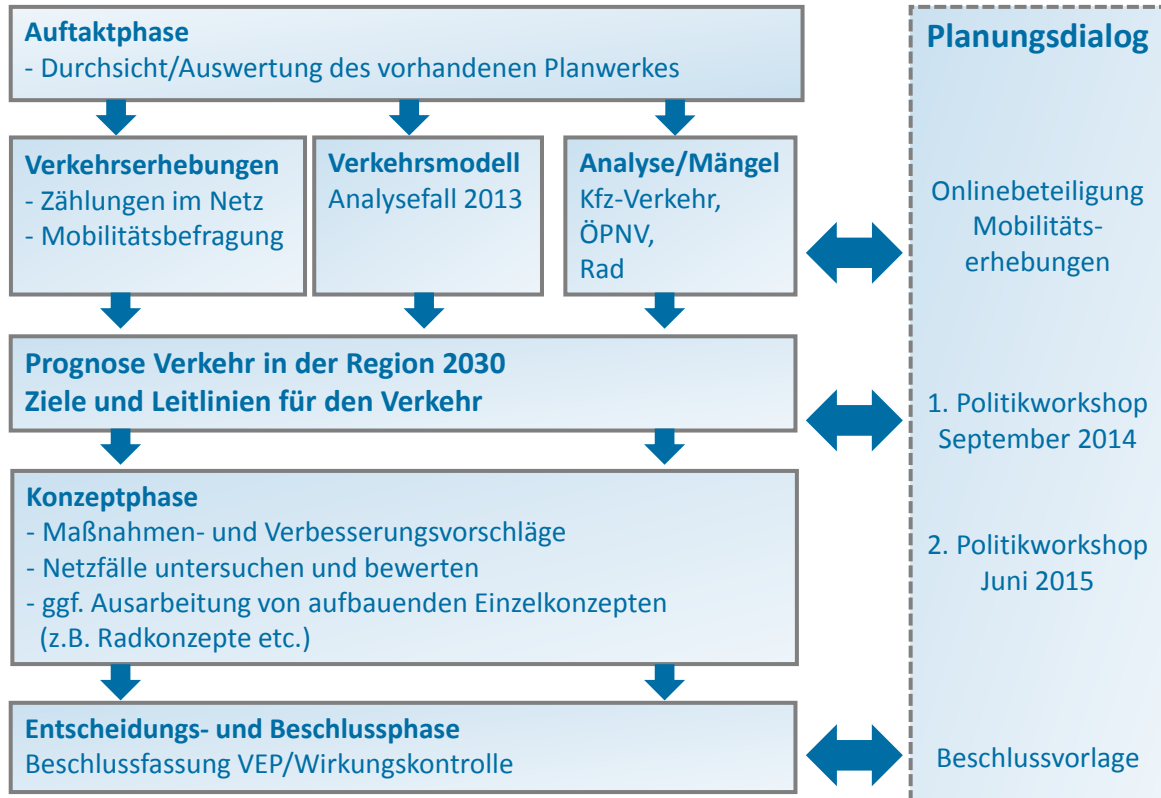 Auftaktphase
- Durchsicht/Auswertung des vorhandenen Planwerkes
Verkehrserhebungen
- Zählungen im Netz
- Mobilitätsbefragung
Verkehrsmodell
Analysefall 2013
Analyse/Mängel
Kfz-Verkehr,
ÖPNV,
Rad
Prognose Verkehr in der Region 2030
Ziele und Leitlinien für den Verkehr
Konzeptphase
- Maßnahmen- und Verbesserungsvorschläge
- Netzfälle untersuchen und bewerten
- ggf. Ausarbeitung von aufbauenden Einzelkonzepten
(z.B. Radkonzepte etc.)
Entscheidungs- und Beschlussphase
Beschlussfassung VEP/Wirkungskontrolle
Planungsdialog
Onlinebeteiligung
Mobilitäts-
erhebungen
1. Politikworkshop
September 2014
2. Politikworkshop
Juni 2015
Beschlussvorlage